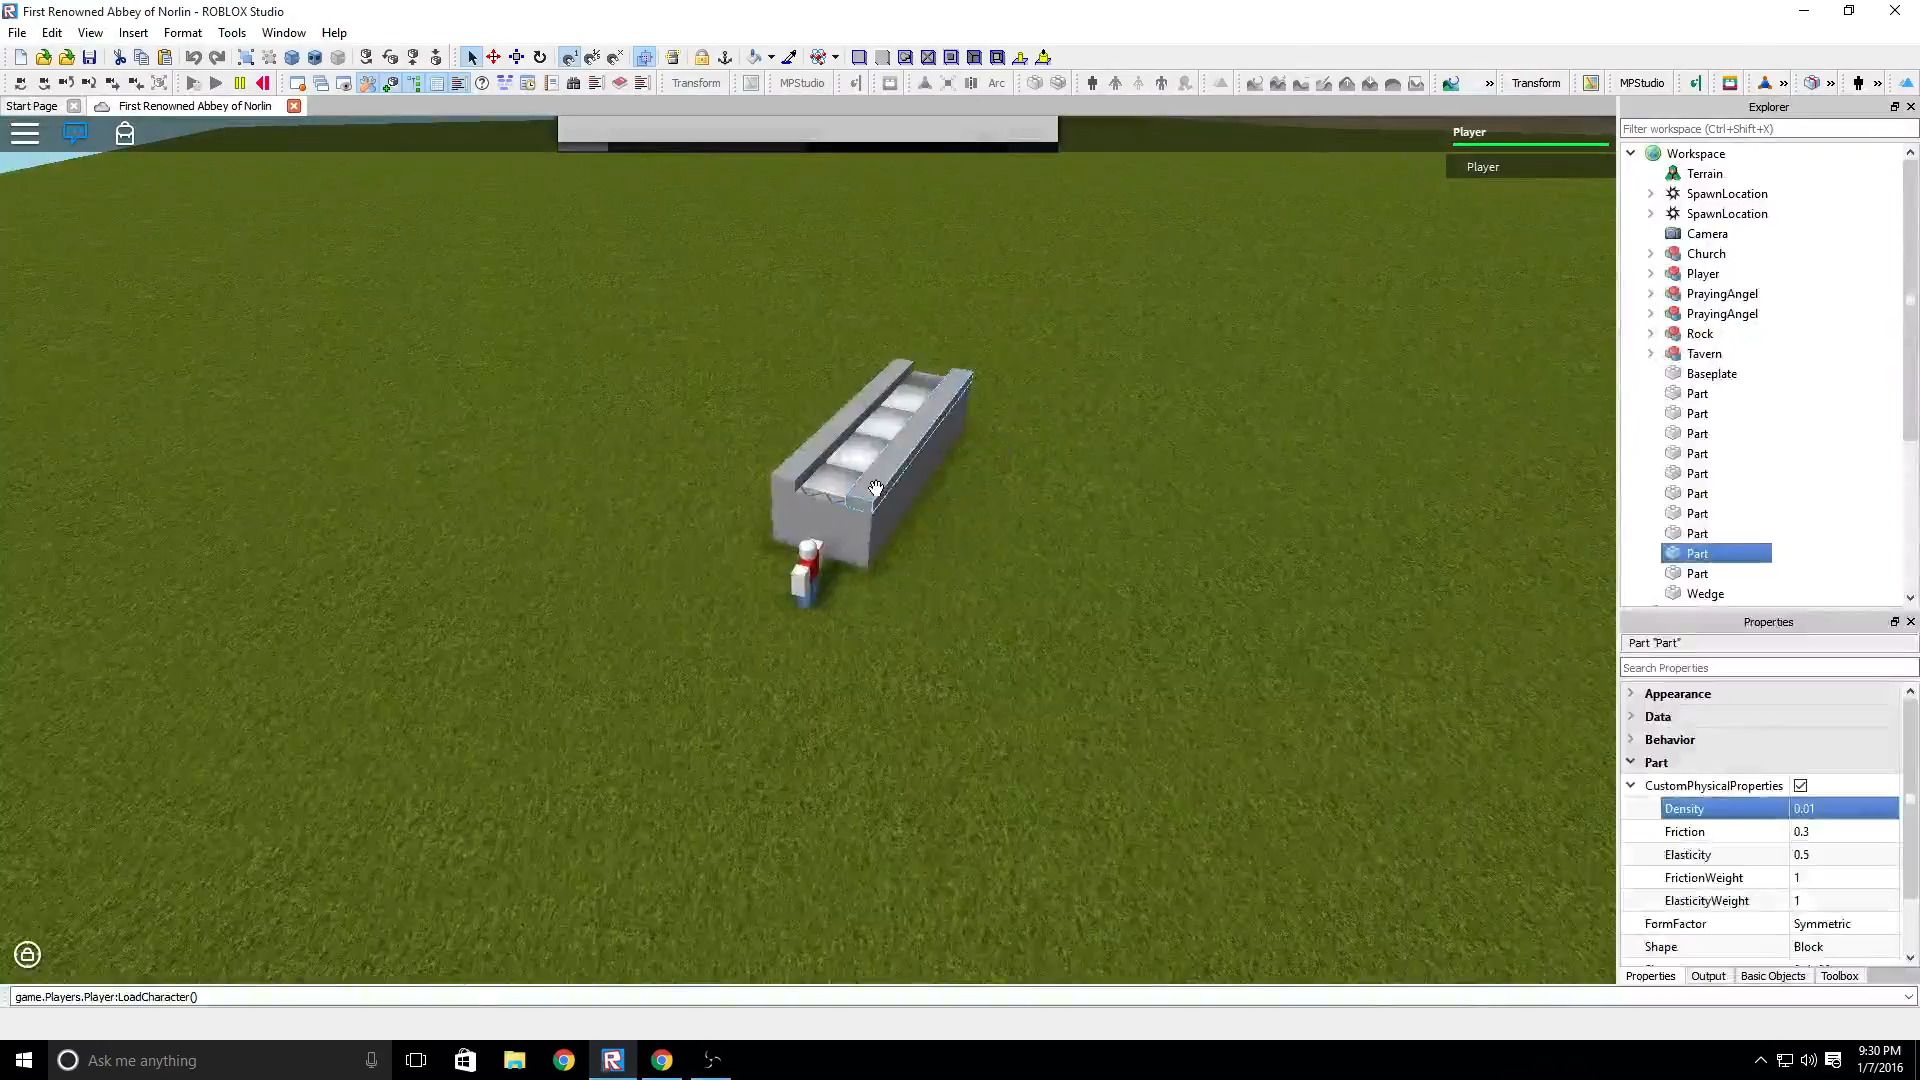 First Renowned Abbey of Norlin - ROBLOX Studio
File Edit View Insert Format Tools Window Help
Transform MPStudio Arc » Transform MPStudio » » »
Start Page First Renowned Abbey of Norlin
Explorer
Filter workspace (Ctrl+Shift+X)
Player
Player
Workspace
Terrain
SpawnLocation
SpawnLocation
Camera
Church
Player
PrayingAngel
PrayingAngel
Rock
Tavern
Baseplate
Part
Part
Part
Part
Part
Part
Part
Part
Part
Part
Wedge
Properties
Part "Part"
Search Properties
Appearance
Data
Behavior
Part
CustomPhysicalProperties
Density 0.01
Friction 0.3
Elasticity 0.5
FrictionWeight 1
ElasticityWeight 1
FormFactor Symmetric
Shape Block
Properties Output Basic Objects Toolbox
game.Players.Player:LoadCharacter()
Ask me anything
9:30 PM
1/7/2016